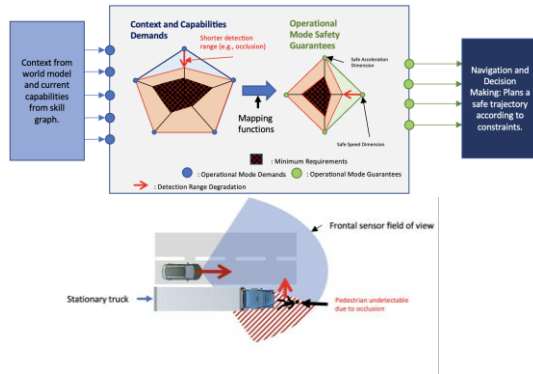 Context from
world model
and current
capabilities
from skill
graph.
Context and Capabilities
Demands
Shorter detection
range (e.g., occlusion)
Mapping
functions
Operational
Mode Safety
Guarantees
Safe Acceleration
Dimension
Safe Speed Dimension
: Minimum Requirements
: Operational Mode Demands
: Operational Mode Guarantees
: Detection Range Degradation
Navigation and
Decision
Making: Plans a
safe trajectory
according to
constraints.
Frontal sensor field of view
Stationary truck
Pedestrian undetectable
due to occlusion